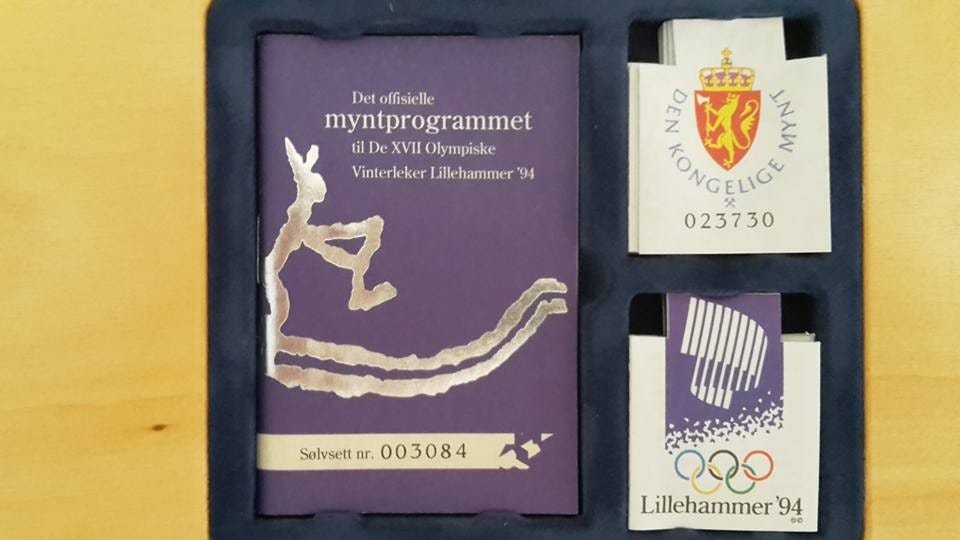 Det offisielle
myntprogrammet
til De XVII Olympiske
Vinterleker Lillehammer '94
Sølvsett nr. 003084
DEN KONGELIGE MYNT
023730
Lillehammer '94
®©